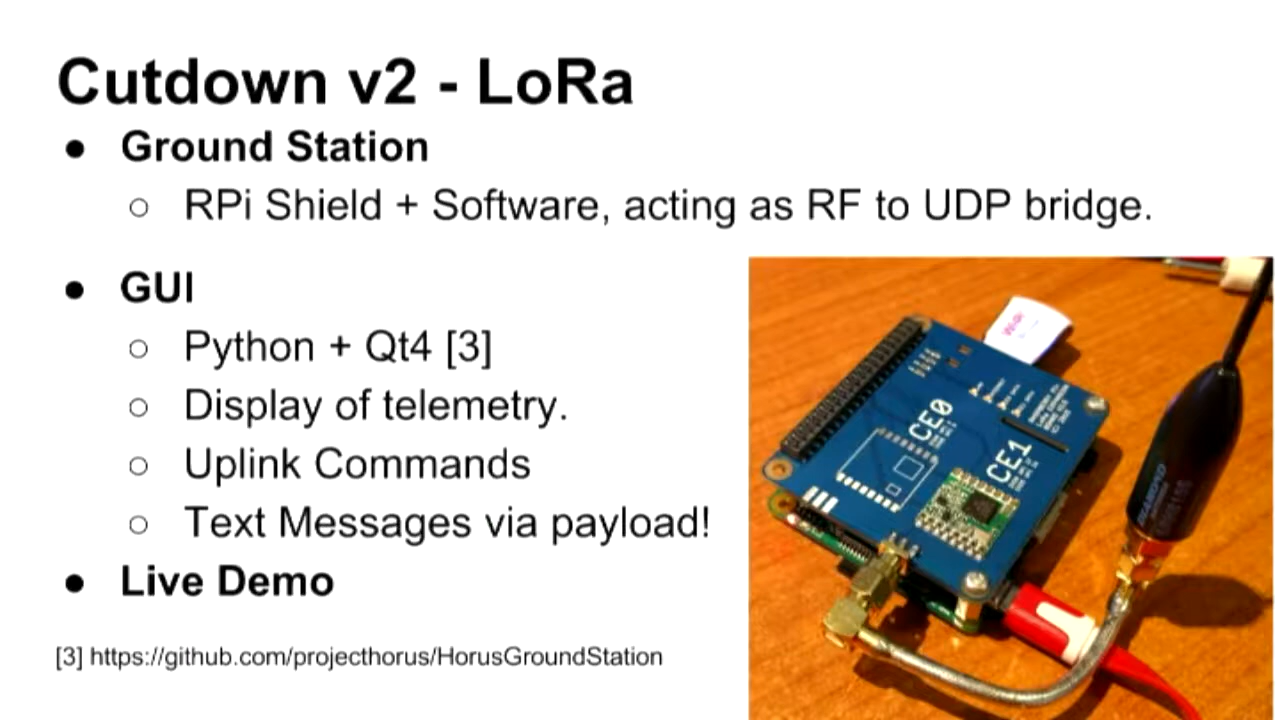 Cutdown v2 - LoRa
● Ground Station
○ RPi Shield + Software, acting as RF to UDP bridge.
● GUI
○ Python + Qt4 [3]
○ Display of telemetry.
○ Uplink Commands
○ Text Messages via payload!
● Live Demo
[3] https://github.com/projecthorus/HorusGroundStation
CE0
CE1